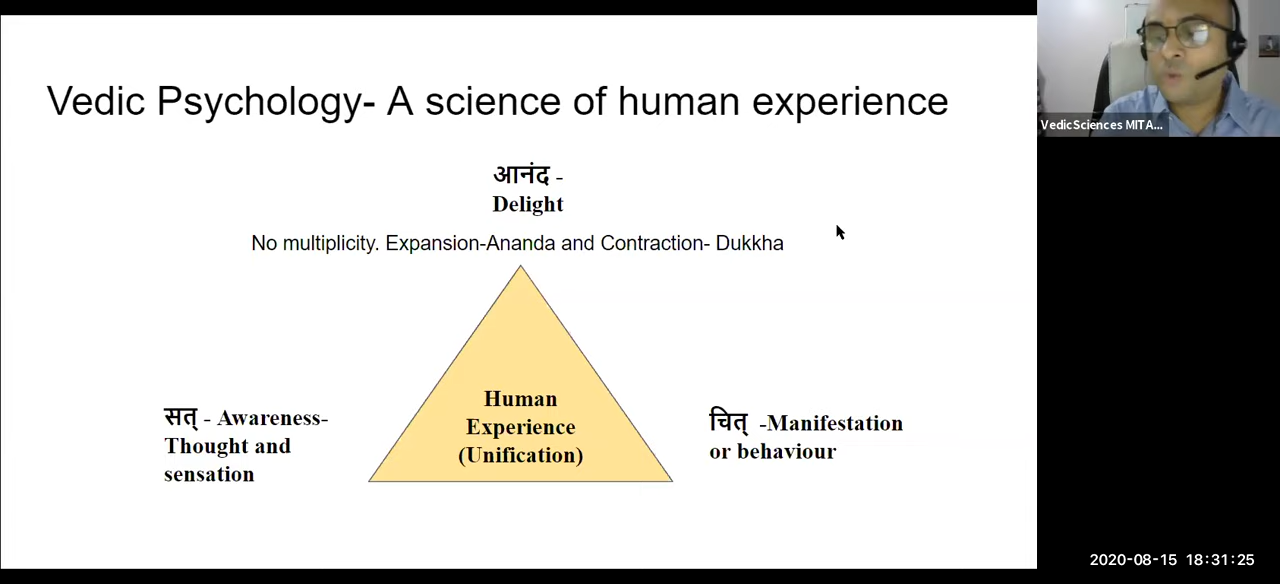 Vedic Psychology- A science of human experience
आनंद -
Delight
No multiplicity. Expansion-Ananda and Contraction- Dukkha
Human
Experience
(Unification)
सत् - Awareness-
Thought and
sensation
चित् -Manifestation
or behaviour
VedicSciences MITA...
2020-08-15 18:31:25